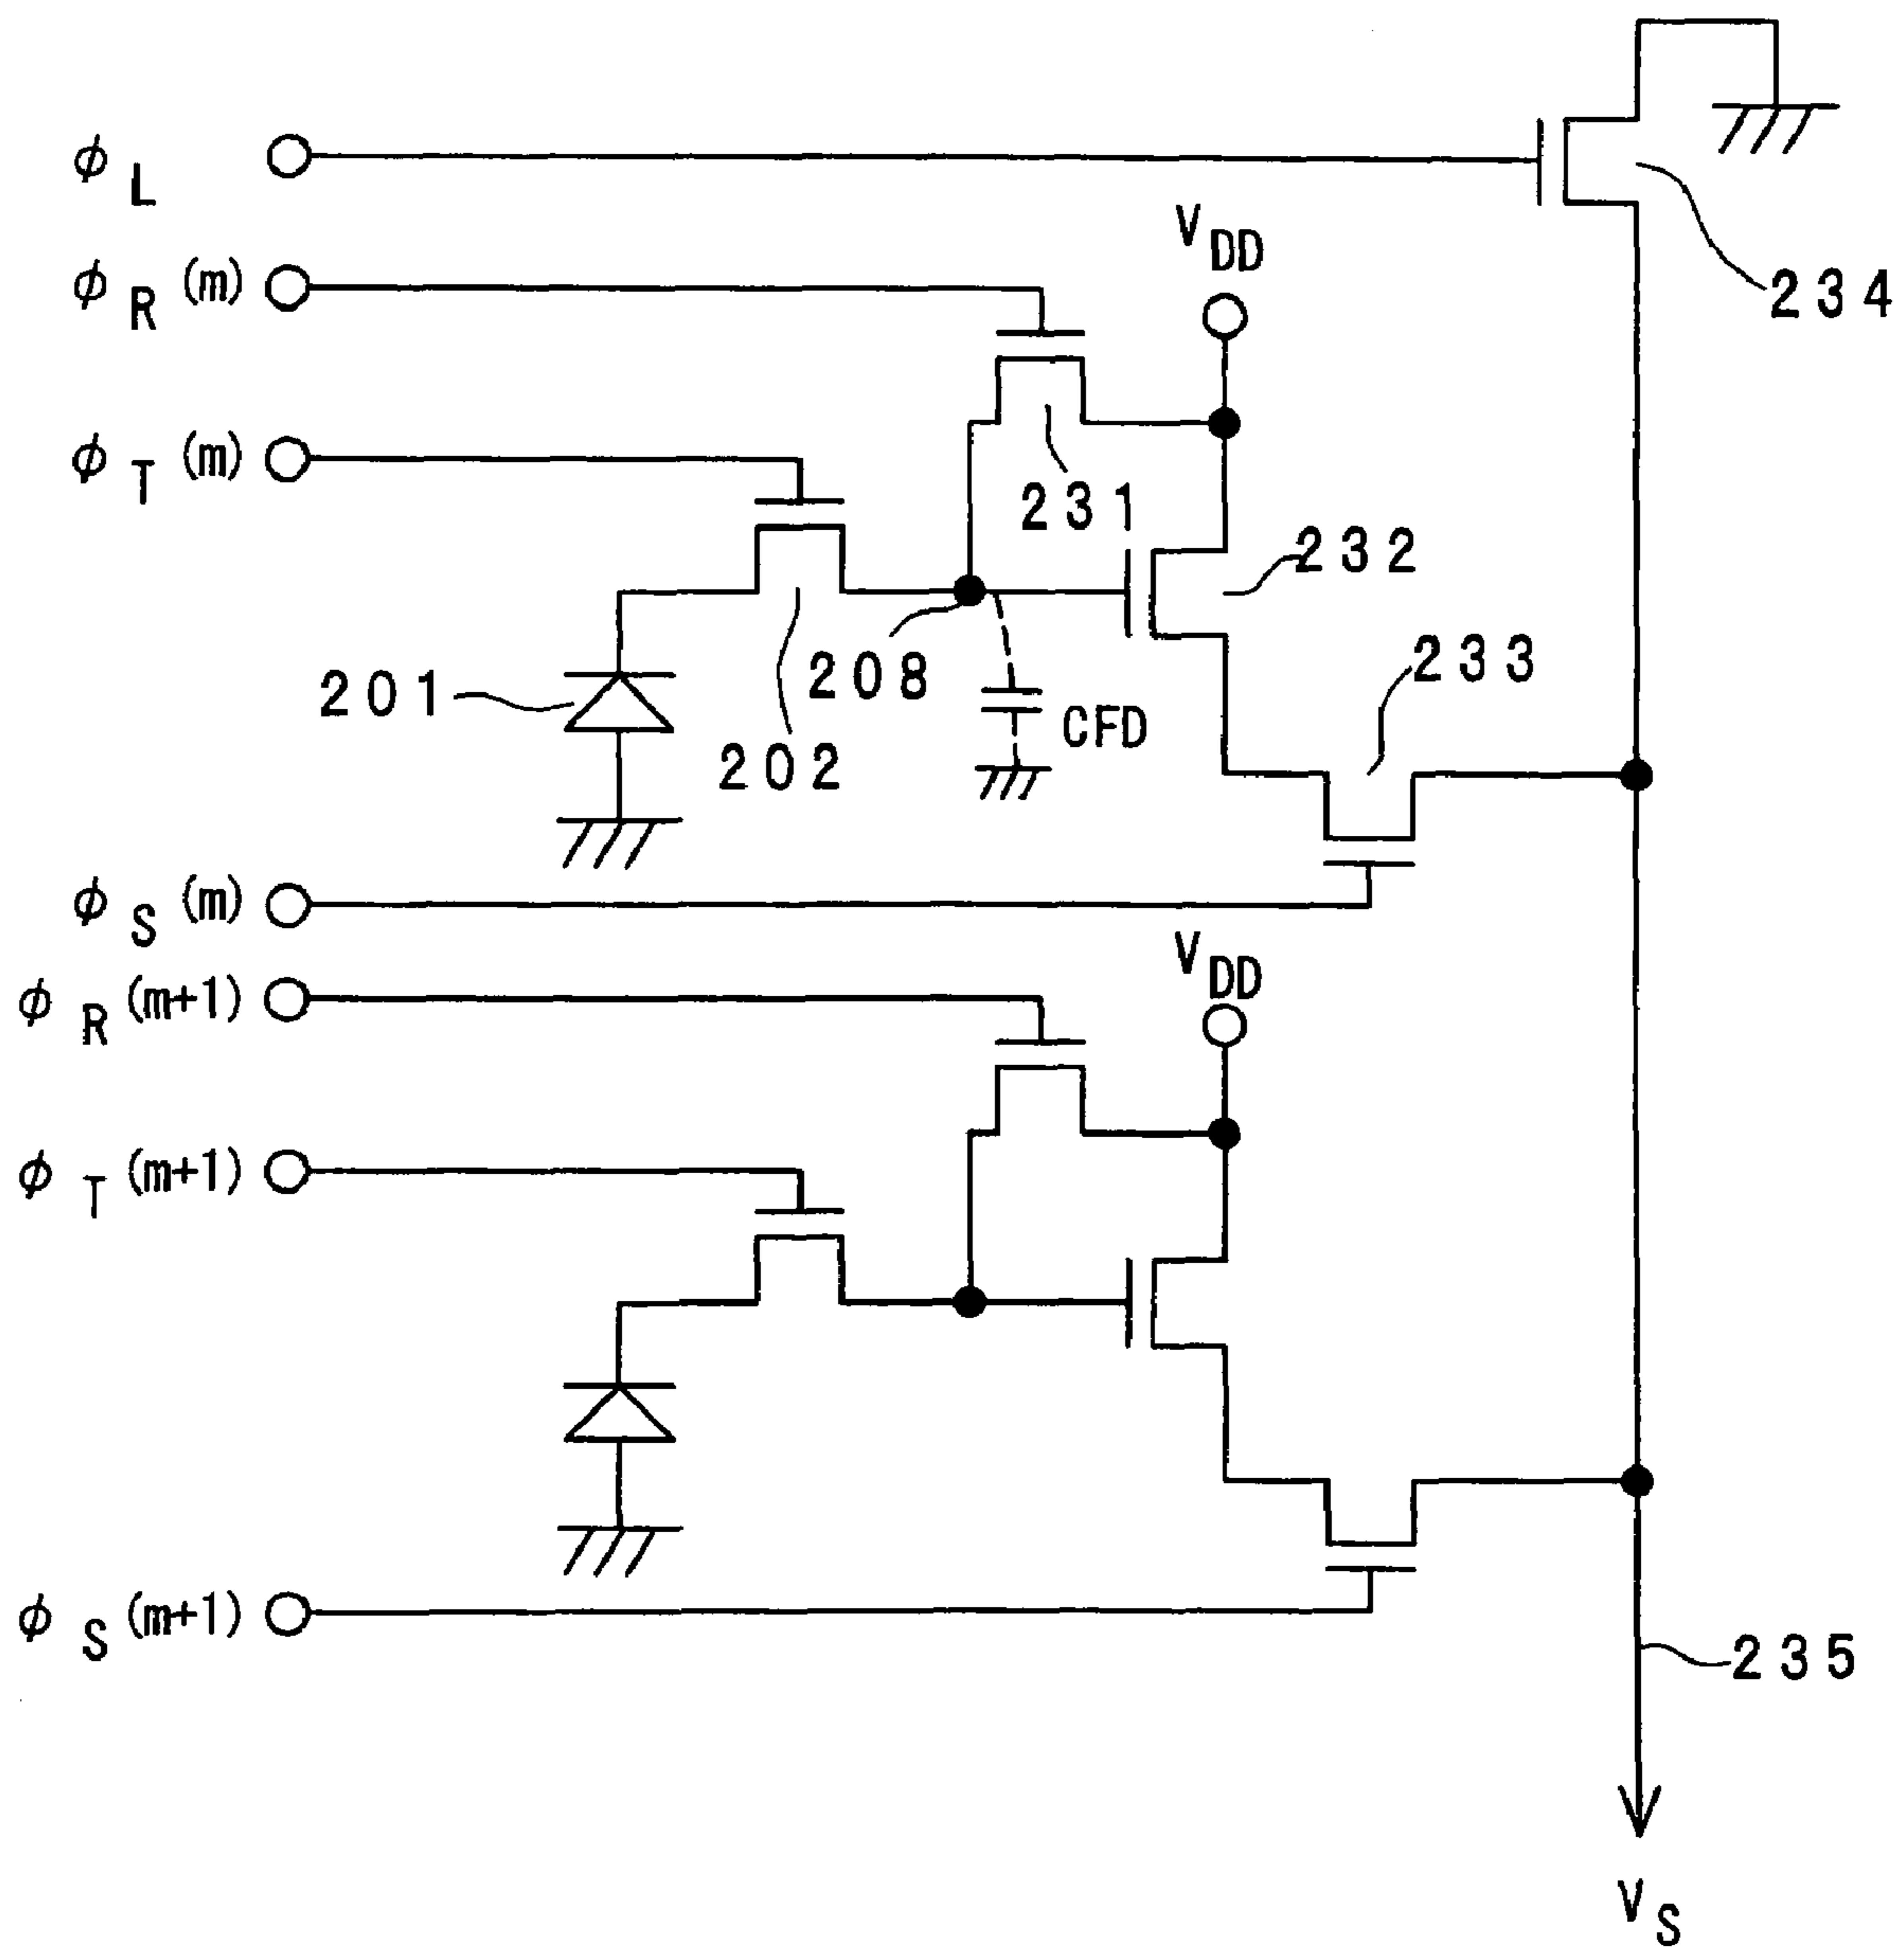 φL
VDD
φR (m)
234
φT (m)
231
232
233
201
208
CFD
202
φS (m)
VDD
φR (m+1)
φT (m+1)
φS (m+1)
235
VS